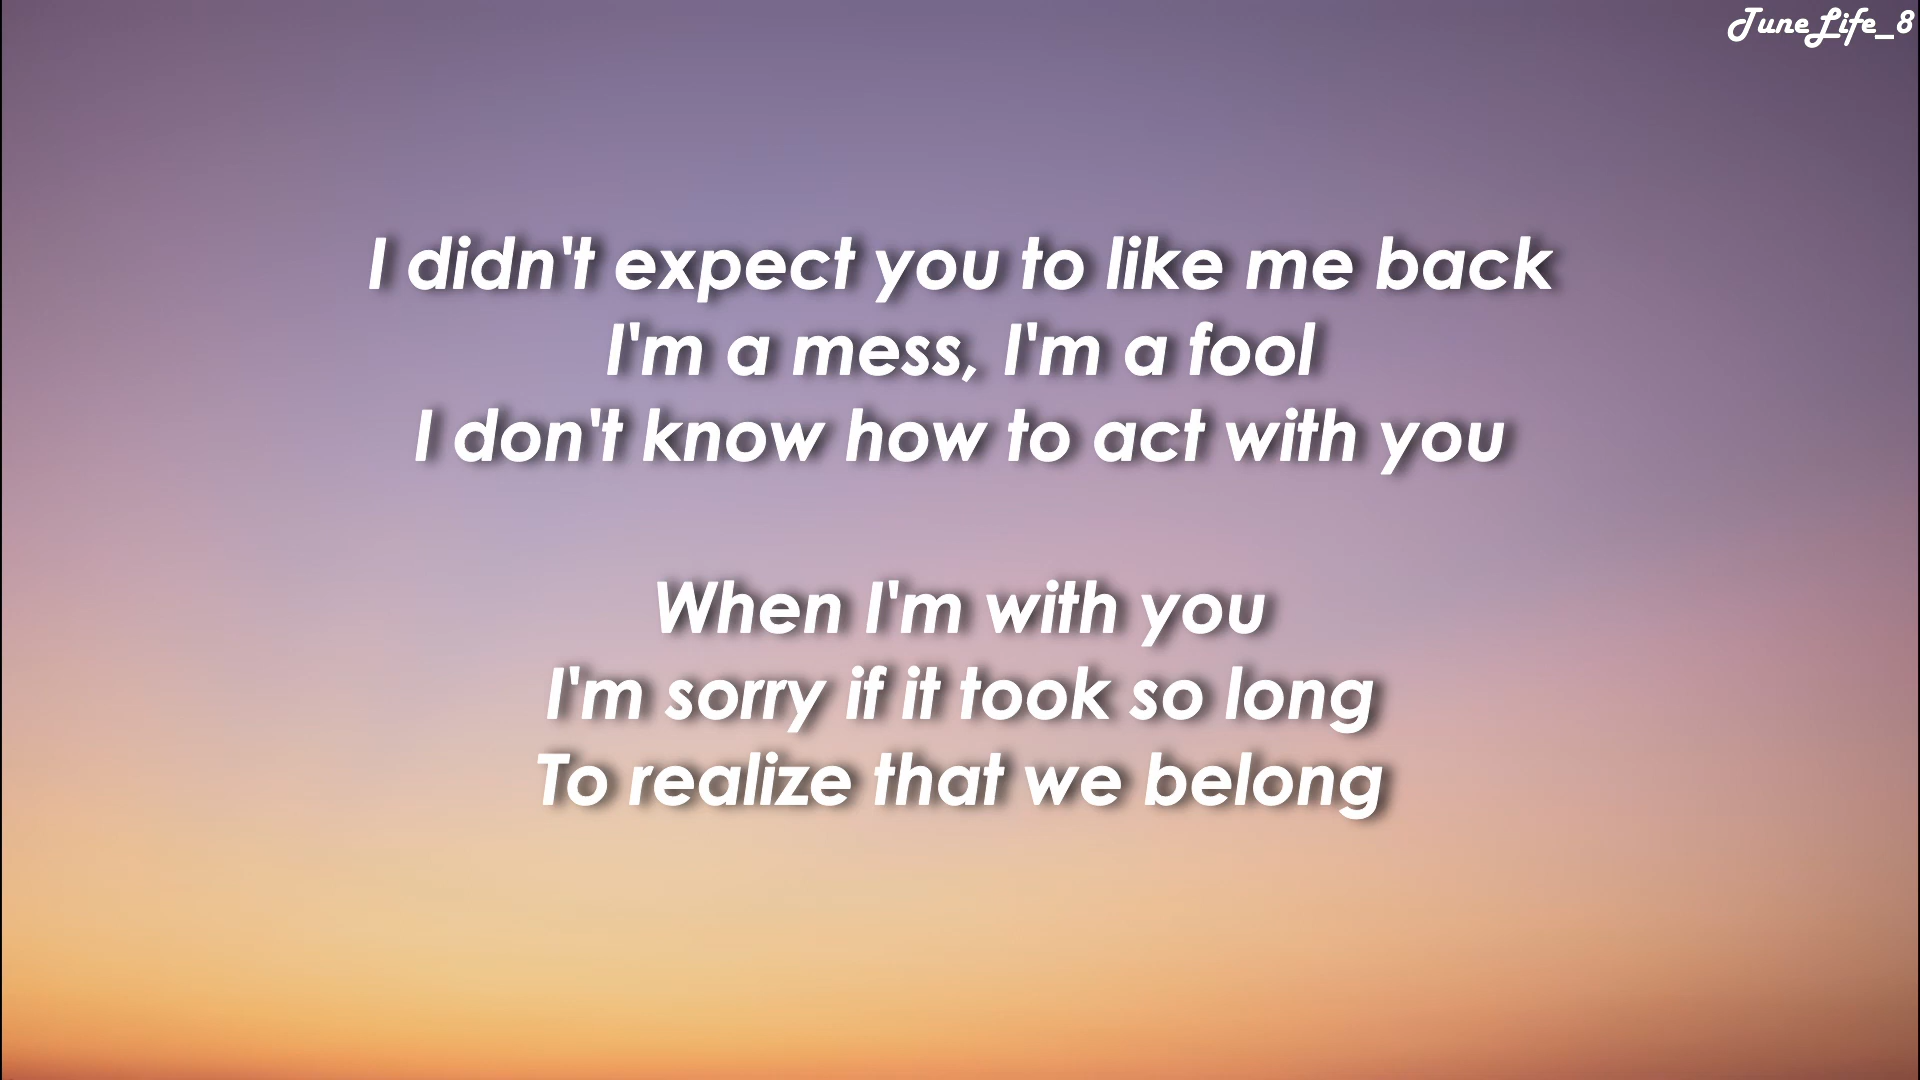 TuneLife_8
I didn't expect you to like me back
I'm a mess, I'm a fool
I don't know how to act with you
When I'm with you
I'm sorry if it took so long
To realize that we belong